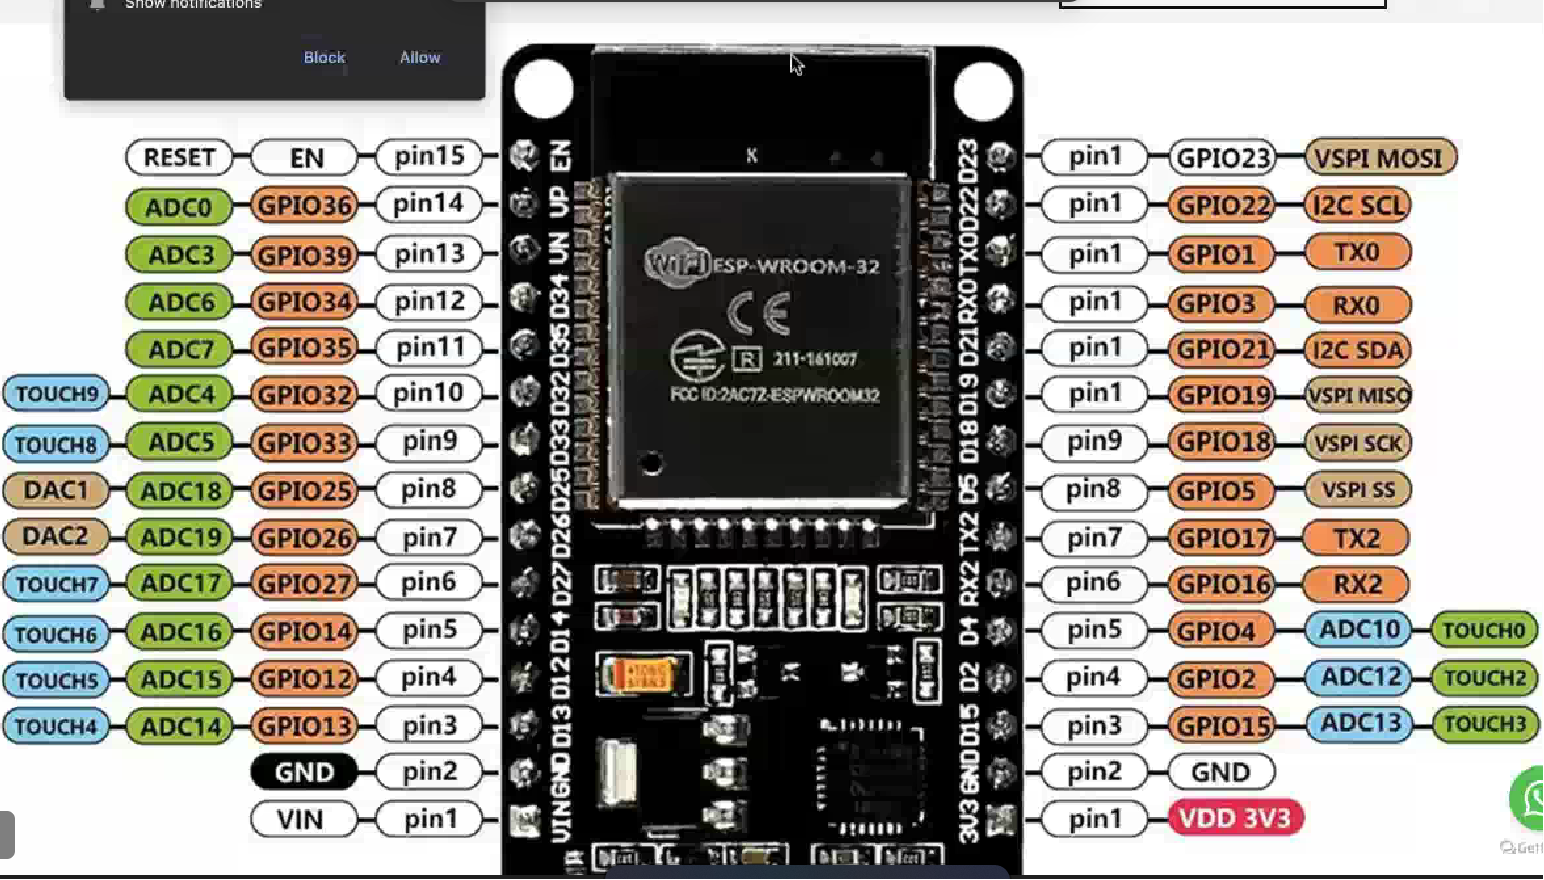 Show notifications
Block Allow
RESET EN pin15 EN D23 pin1 GPIO23 VSPI MOSI
K
ADC0 GPIO36 pin14 UP D22 pin1 GPIO22 I2C SCL
ADC3 GPIO39 pin13 UN TX0 pin1 GPIO1 TX0
WiFi ESP-WROOM-32
ADC6 GPIO34 pin12 D34 RX0 pin1 GPIO3 RX0
CE
ADC7 GPIO35 pin11 D35 D21 pin1 GPIO21 I2C SDA
R 211-161007
TOUCH9 ADC4 GPIO32 pin10 D32 D19 pin1 GPIO19 VSPI MISO
FCC ID:2AC7Z-ESPWROOM32
TOUCH8 ADC5 GPIO33 pin9 D33 D18 pin9 GPIO18 VSPI SCK
DAC1 ADC18 GPIO25 pin8 D25 D5 pin8 GPIO5 VSPI SS
DAC2 ADC19 GPIO26 pin7 D26 TX2 pin7 GPIO17 TX2
TOUCH7 ADC17 GPIO27 pin6 D27 RX2 pin6 GPIO16 RX2
TOUCH6 ADC16 GPIO14 pin5 D14 D4 pin5 GPIO4 ADC10 TOUCH0
TOUCH5 ADC15 GPIO12 pin4 D12 D2 pin4 GPIO2 ADC12 TOUCH2
TOUCH4 ADC14 GPIO13 pin3 D13 D15 pin3 GPIO15 ADC13 TOUCH3
GND pin2 GND GND pin2 GND
VIN pin1 VIN 3V3 pin1 VDD 3V3